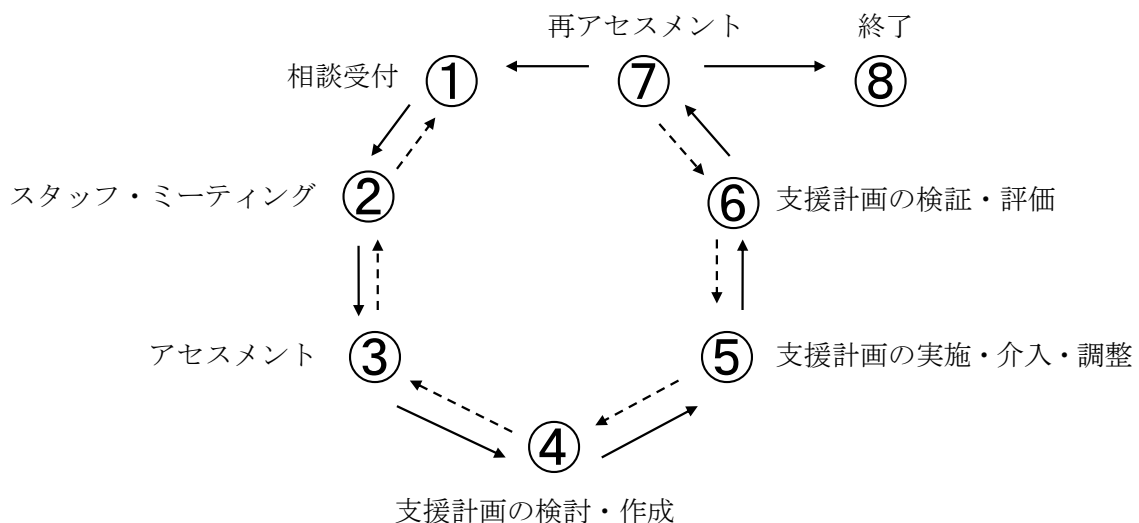 再アセスメント
終了
相談受付
①
⑦
⑧
スタッフ・ミーティング
②
⑥
支援計画の検証・評価
アセスメント
③
⑤
支援計画の実施・介入・調整
④
支援計画の検討・作成